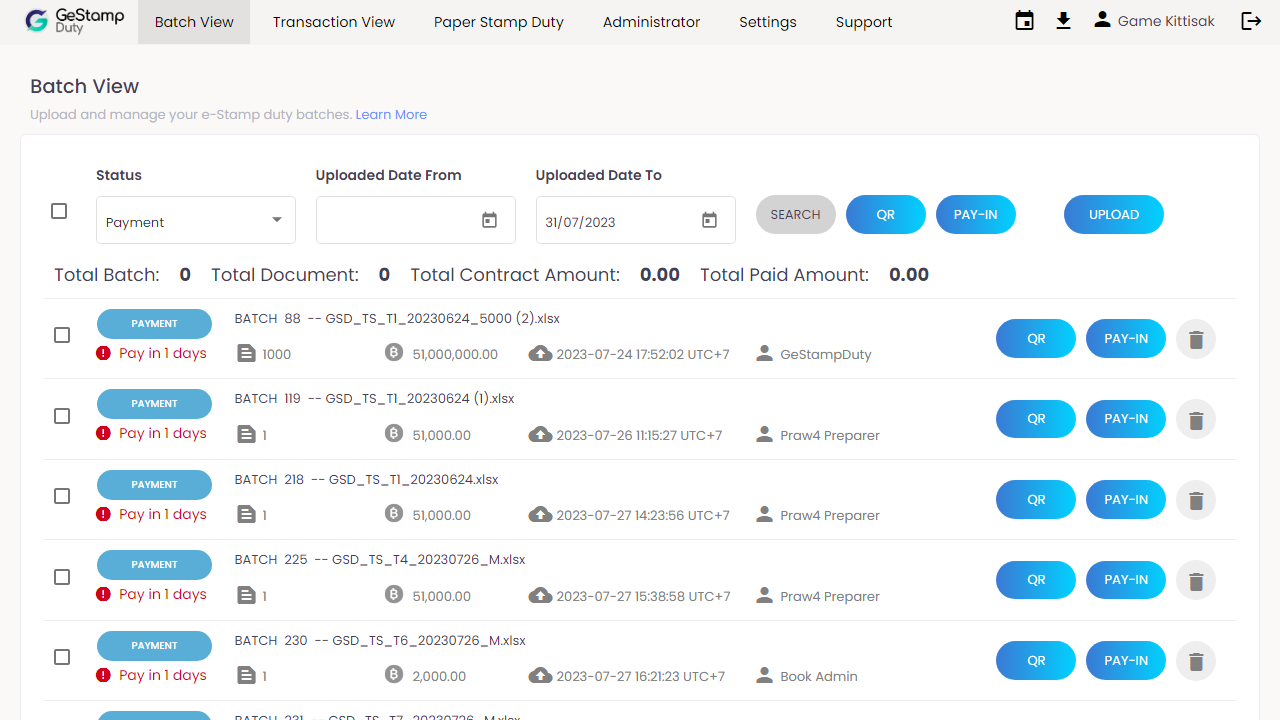 GeStamp Duty Batch View Transaction View Paper Stamp Duty Administrator Settings Support Game Kittisak
Batch View
Upload and manage your e-Stamp duty batches. Learn More
Status Uploaded Date From Uploaded Date To
Payment 31/07/2023 SEARCH QR PAY-IN UPLOAD
Total Batch: 0 Total Document: 0 Total Contract Amount: 0.00 Total Paid Amount: 0.00
PAYMENT BATCH 88 -- GSD_TS_T1_20230624_5000 (2).xlsx QR PAY-IN
Pay in 1 days 1000 51,000,000.00 2023-07-24 17:52:02 UTC+7 GeStampDuty
PAYMENT BATCH 119 -- GSD_TS_T1_20230624 (1).xlsx QR PAY-IN
Pay in 1 days 1 51,000.00 2023-07-26 11:15:27 UTC+7 Praw4 Preparer
PAYMENT BATCH 218 -- GSD_TS_T1_20230624.xlsx QR PAY-IN
Pay in 1 days 1 51,000.00 2023-07-27 14:23:56 UTC+7 Praw4 Preparer
PAYMENT BATCH 225 -- GSD_TS_T4_20230726_M.xlsx QR PAY-IN
Pay in 1 days 1 51,000.00 2023-07-27 15:38:58 UTC+7 Praw4 Preparer
PAYMENT BATCH 230 -- GSD_TS_T6_20230726_M.xlsx QR PAY-IN
Pay in 1 days 1 2,000.00 2023-07-27 16:21:23 UTC+7 Book Admin
BATCH 231 -- GSD_TS_T7_20230726_M.xlsx